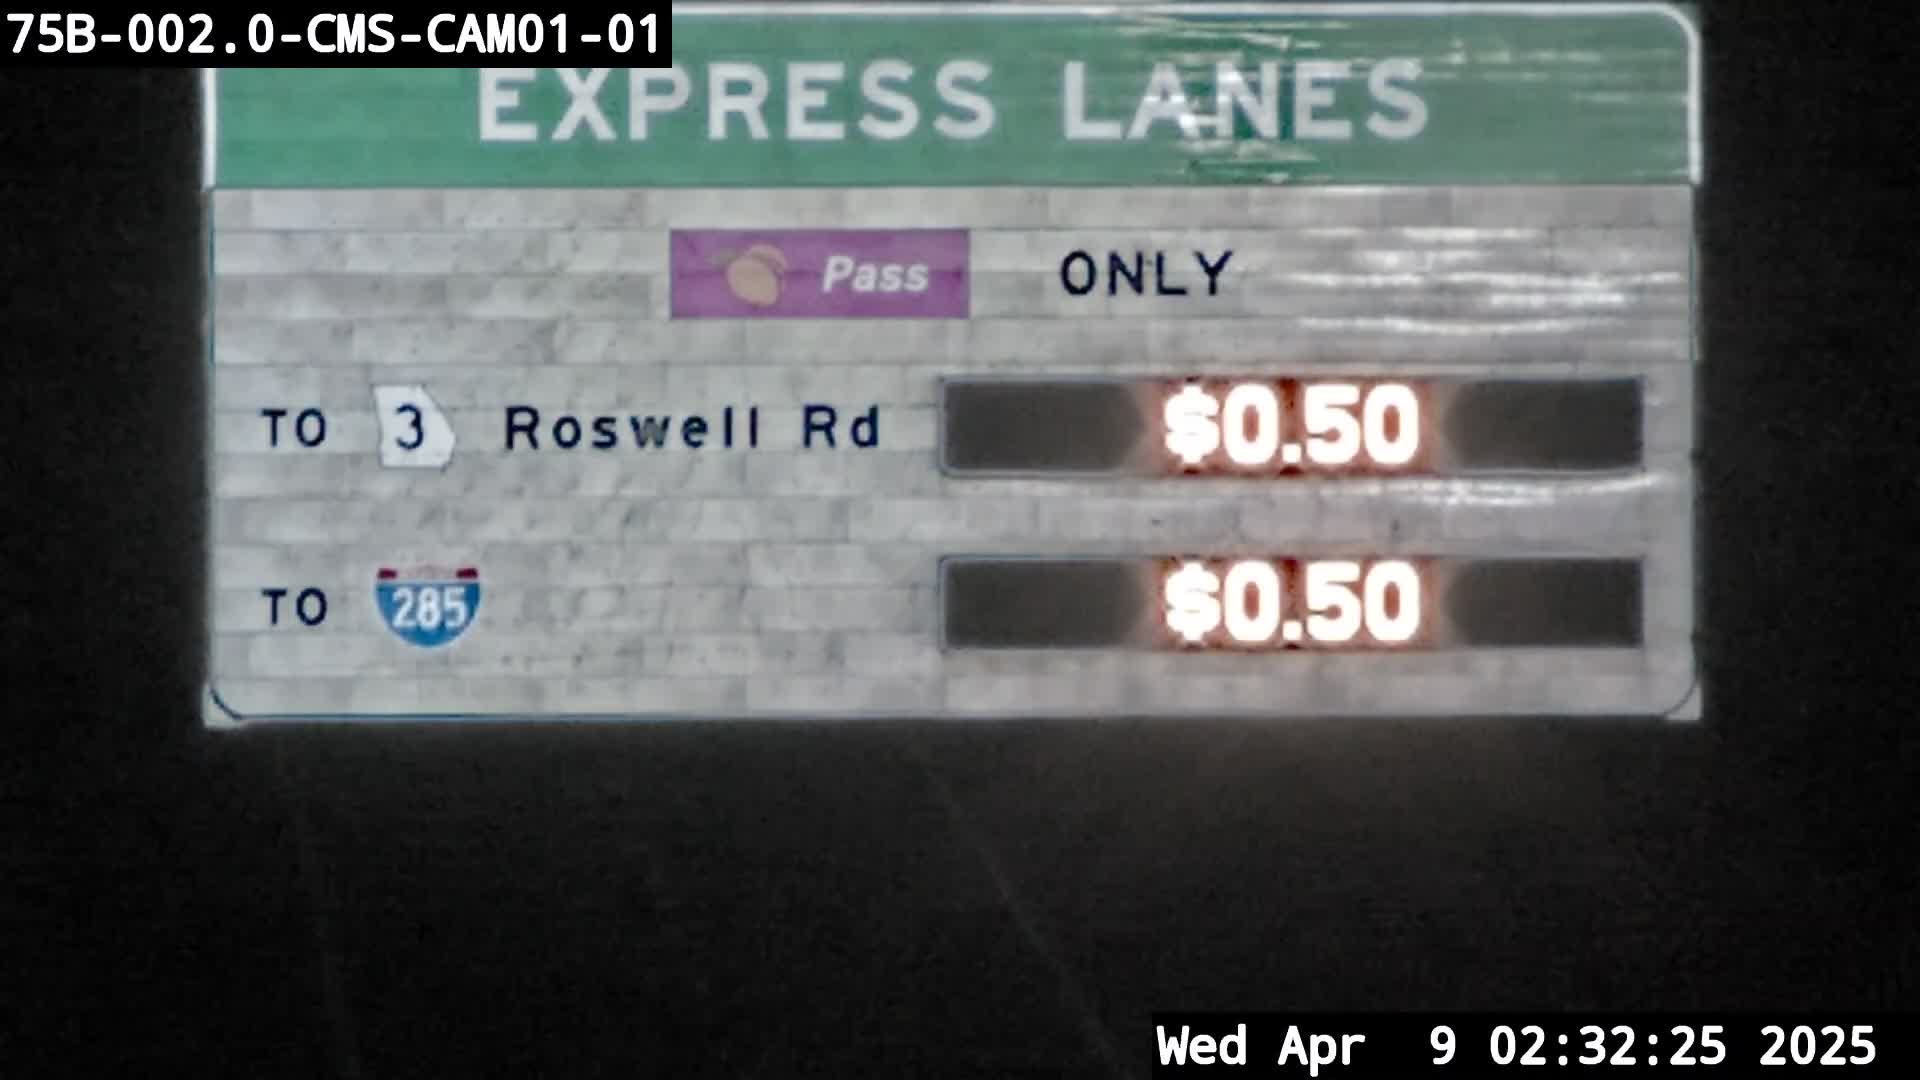 75B-002.0-CMS-CAM01-01
EXPRESS LANES
Pass ONLY
TO 3 Roswell Rd $0.50
TO 285 $0.50
Wed Apr 9 02:32:25 2025